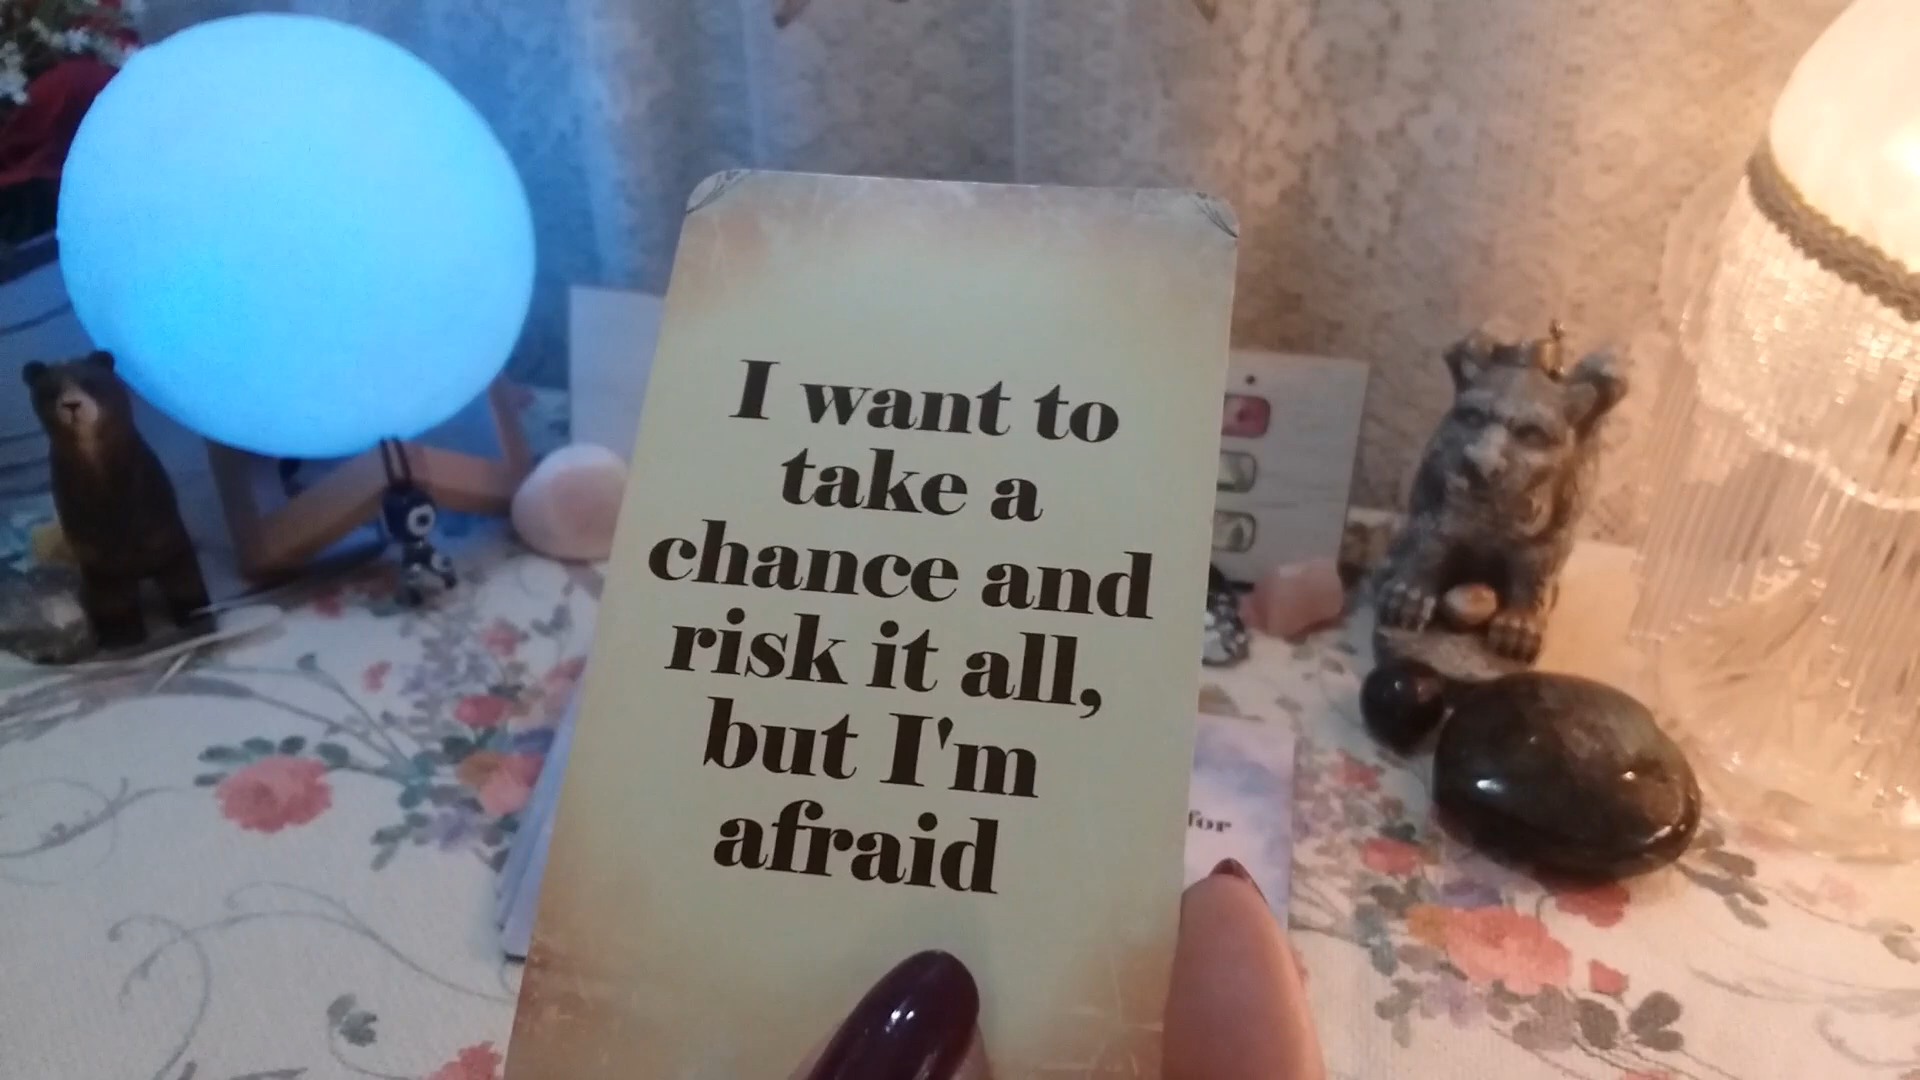 I want to
take a
chance and
risk it all,
but I'm
afraid
for